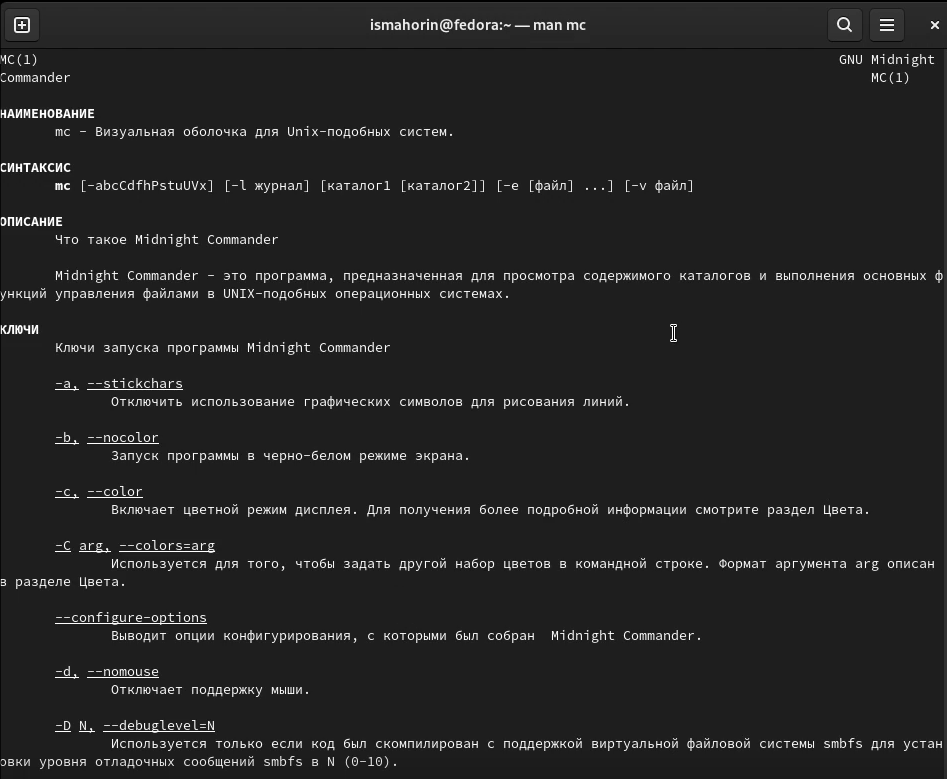 ismahorin@fedora:~ — man mc
MC(1) GNU Midnight
Commander MC(1)
НАИМЕНОВАНИЕ
mc - Визуальная оболочка для Unix-подобных систем.
СИНТАКСИС
mc [-abcCdfhPstuUVx] [-l журнал] [каталог1 [каталог2]] [-e [файл] ...] [-v файл]
ОПИСАНИЕ
Что такое Midnight Commander
Midnight Commander - это программа, предназначенная для просмотра содержимого каталогов и выполнения основных ф
ункций управления файлами в UNIX-подобных операционных системах.
КЛЮЧИ
Ключи запуска программы Midnight Commander
-a, --stickchars
Отключить использование графических символов для рисования линий.
-b, --nocolor
Запуск программы в черно-белом режиме экрана.
-c, --color
Включает цветной режим дисплея. Для получения более подробной информации смотрите раздел Цвета.
-C arg, --colors=arg
Используется для того, чтобы задать другой набор цветов в командной строке. Формат аргумента arg описан
в разделе Цвета.
--configure-options
Выводит опции конфигурирования, с которыми был собран  Midnight Commander.
-d, --nomouse
Отключает поддержку мыши.
-D N, --debuglevel=N
Используется только если код был скомпилирован с поддержкой виртуальной файловой системы smbfs для устан
овки уровня отладочных сообщений smbfs в N (0-10).